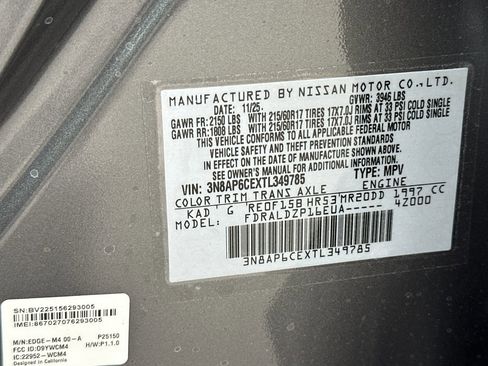 MANUFACTURED BY NISSAN MOTOR CO.,LTD.
DATE: 11/25. GVWR: 3946 LBS
GAWR FR: 2150 LBS WITH 215/60R17 TIRES 17X7.0J RIMS AT 33 PSI COLD SINGLE
GAWR RR: 1808 LBS WITH 215/60R17 TIRES 17X7.0J RIMS AT 33 PSI COLD SINGLE
THIS VEHICLE CONFORMS TO ALL APPLICABLE FEDERAL MOTOR
VEHICLE SAFETY AND THEFT PREVENTION STANDARDS
IN EFFECT ON THE DATE OF MANUFACTURE SHOWN ABOVE.
SEE OWNER'S MANUAL FOR ADDITIONAL INFORMATION.
VIN: 3N8AP6CEXTL349785 TYPE: MPV
COLOR TRIM TRANS AXLE ENGINE
KAD G RE0F15B HR53 MR20DD 1997 CC
MODEL: FDRALDZP16EUA----- 4Z000
3N8AP6CEXTL349785
SN:BV225156293005
IMEI:867027076293005
M/N:EDGE-M4 00-A P25150
FCC ID:O9YWCM4 H/W:P1.1.0
IC:22952-WCM4
Designed in California